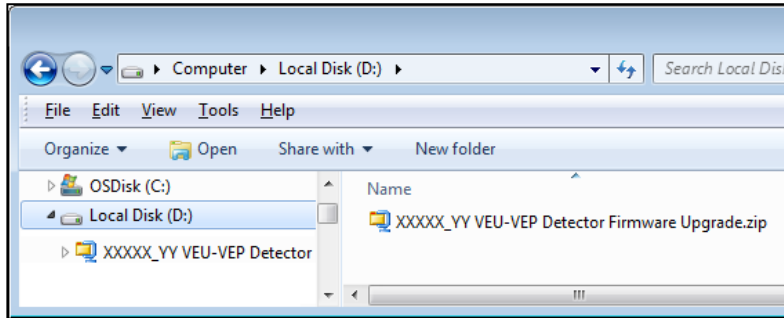 Computer Local Disk (D:) Search Local Dis
File Edit View Tools Help
Organize Open Share with New folder
OSDisk (C:) Name
Local Disk (D:) XXXXX_YY VEU-VEP Detector Firmware Upgrade.zip
XXXXX_YY VEU-VEP Detector